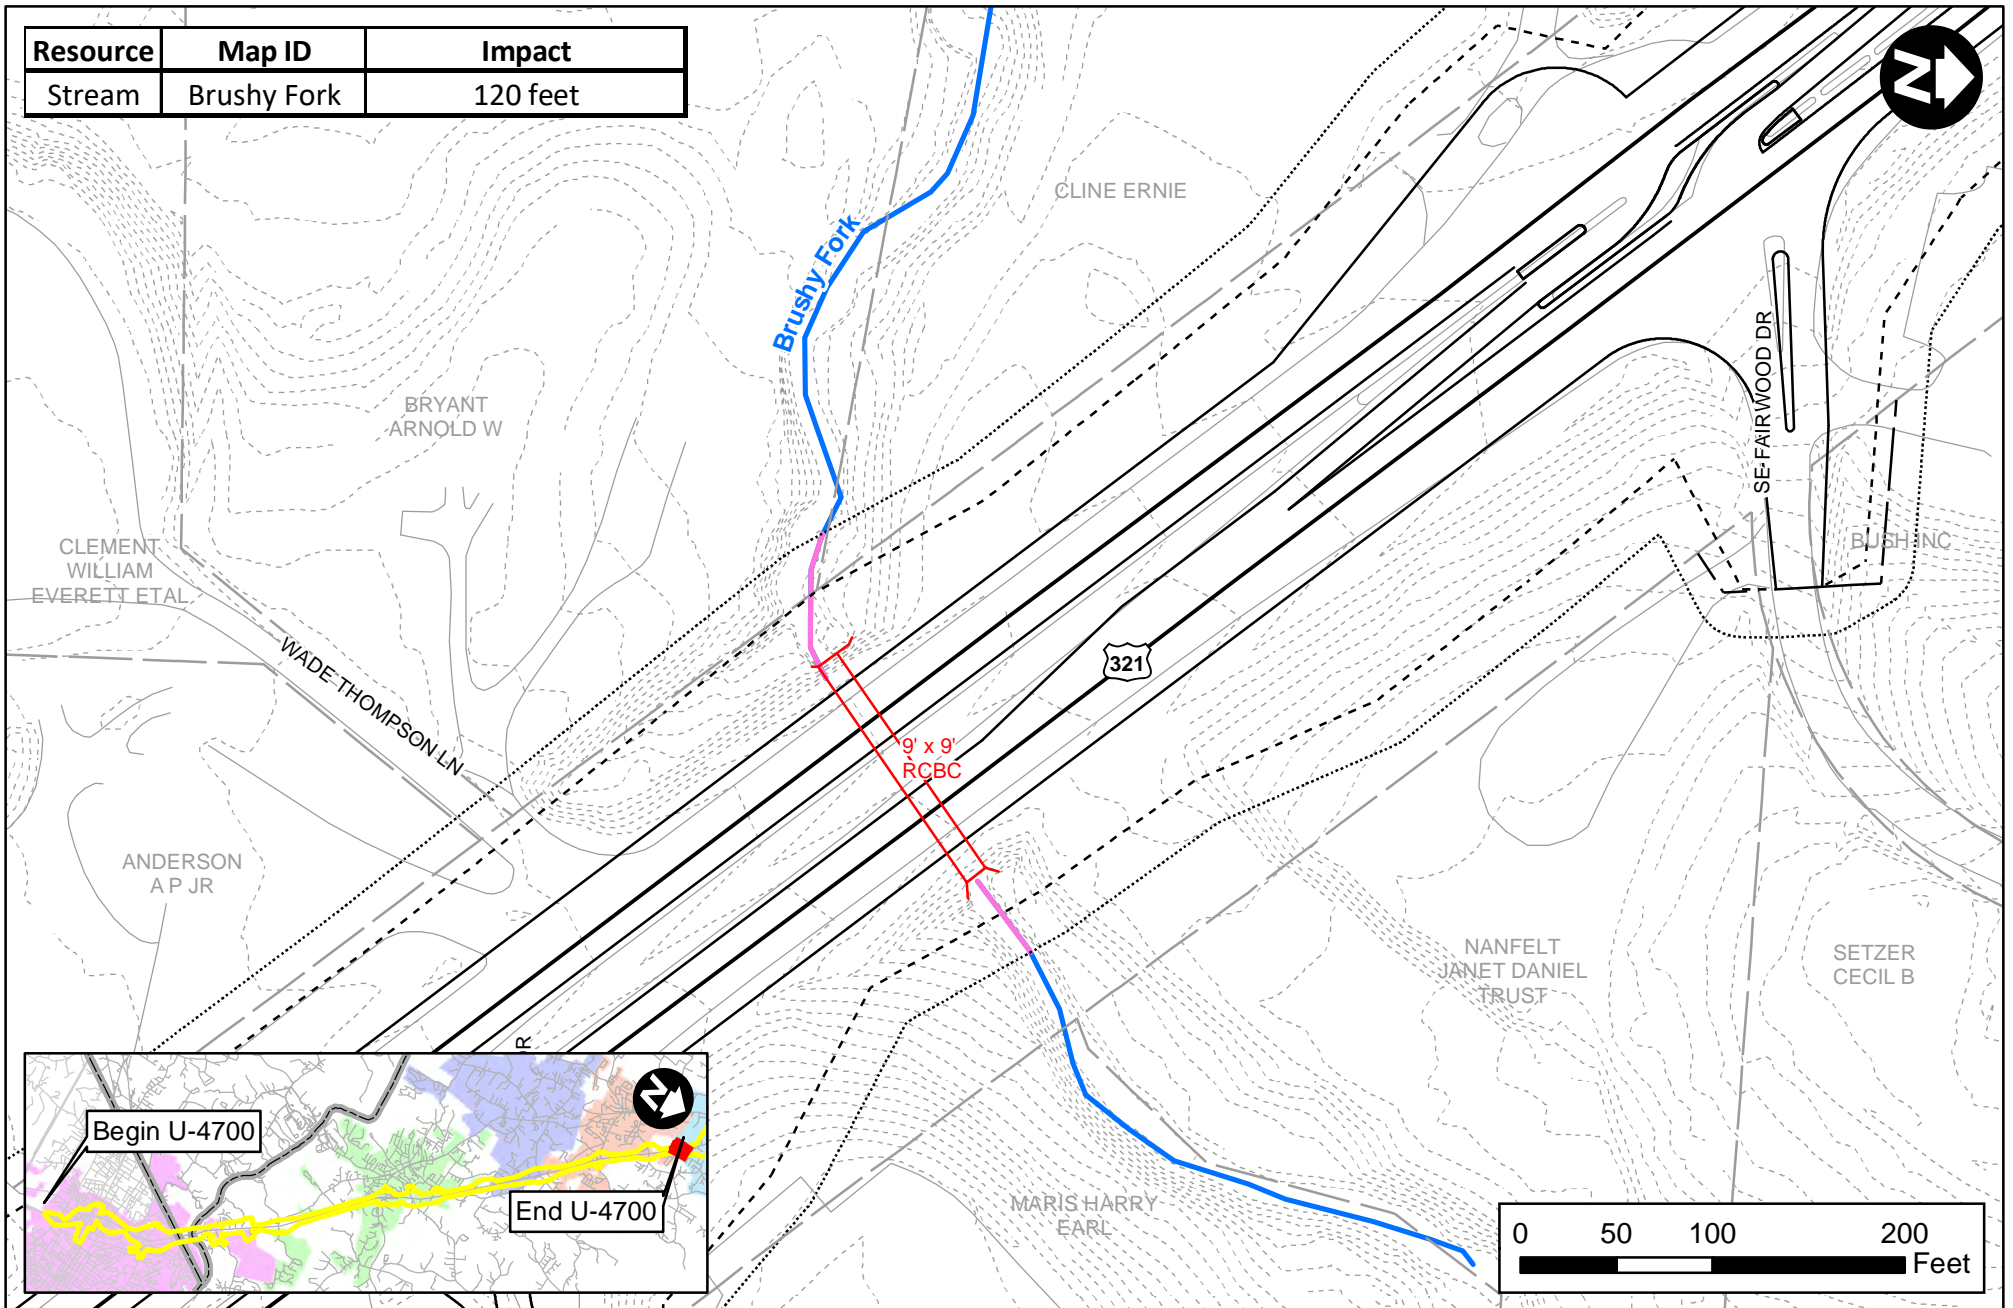 Resource Map ID Impact
Stream Brushy Fork 120 feet
N
CLINE ERNIE
Brushy Fork
BRYANT
ARNOLD W
SE FAIRWOOD DR
CLEMENT
WILLIAM
EVERETT ETAL
BUSH INC
WADE THOMPSON LN
321
9' x 9'
RCBC
ANDERSON
A P JR
NANFELT
JANET DANIEL
TRUST
SETZER
CECIL B
MARIS HARRY
EARL
DR
N
Begin U-4700
End U-4700
0 50 100 200
Feet